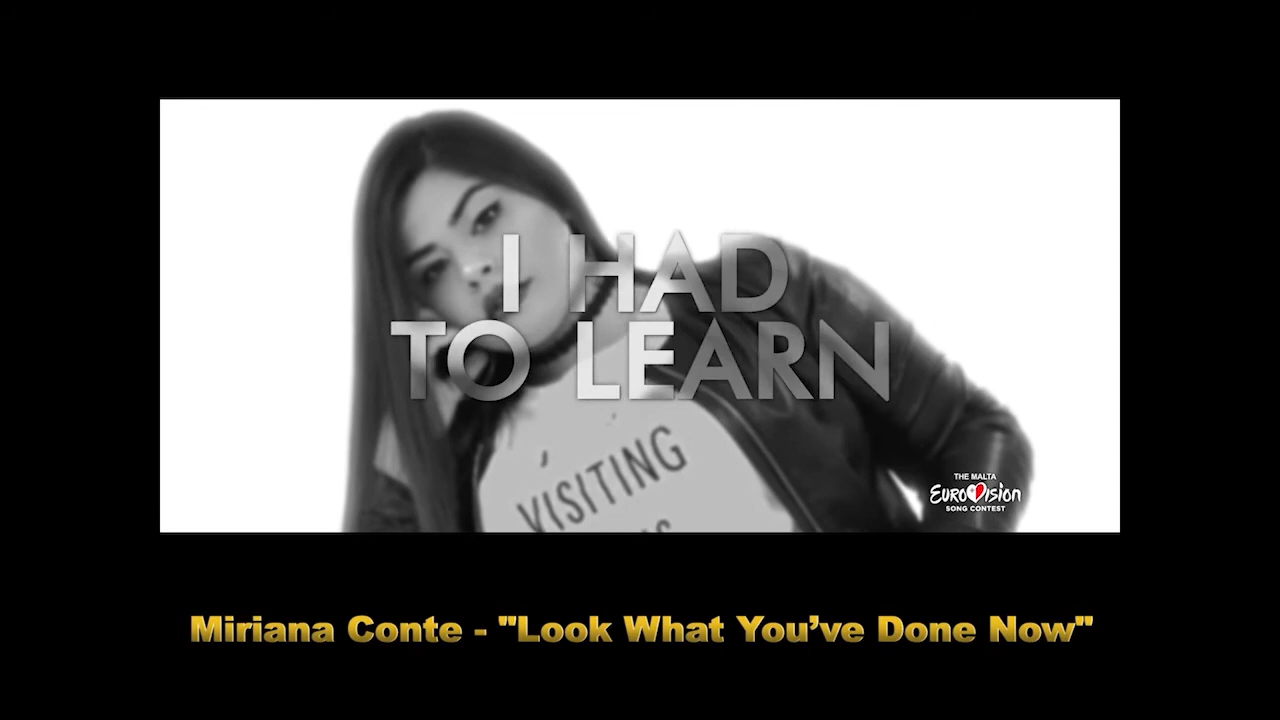 I HAD
TO LEARN
VISITING
THE MALTA
EUROVISION
SONG CONTEST
Miriana Conte - "Look What You’ve Done Now"